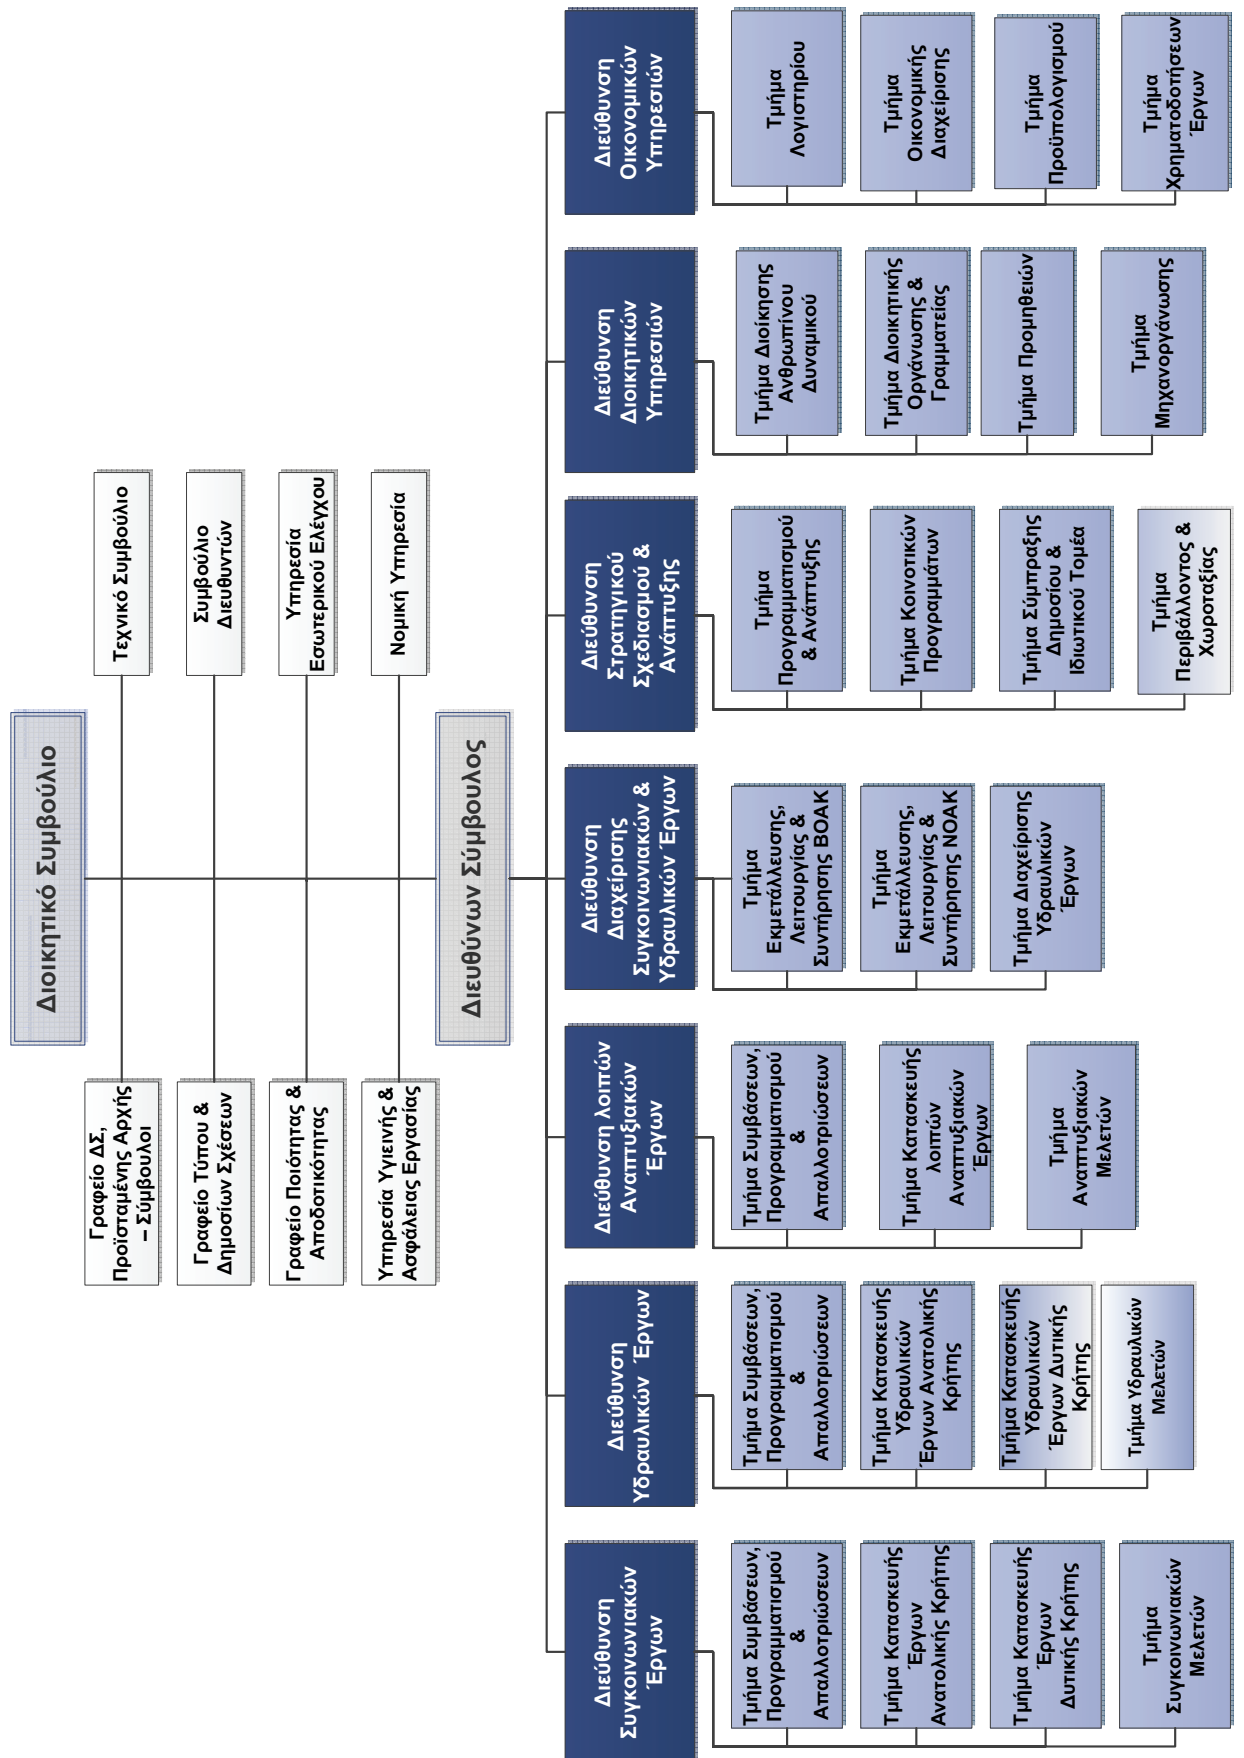 Διοικητικό Συμβούλιο
Γραφείο ΔΣ,
Προϊσταμένης Αρχής
– Σύμβουλοι
Τεχνικό Συμβούλιο
Γραφείο Τύπου &
Δημοσίων Σχέσεων
Συμβούλιο
Διευθυντών
Γραφείο Ποιότητας &
Αποδοτικότητας
Υπηρεσία
Εσωτερικού Ελέγχου
Υπηρεσία Υγιεινής &
Ασφάλειας Εργασίας
Νομική Υπηρεσία
Διευθύνων Σύμβουλος
Διεύθυνση
Συγκοινωνιακών
Έργων
Τμήμα Συμβάσεων,
Προγραμματισμού
&
Απαλλοτριώσεων
Τμήμα Κατασκευής
Έργων
Ανατολικής Κρήτης
Τμήμα Κατασκευής
Έργων
Δυτικής Κρήτης
Τμήμα
Συγκοινωνιακών
Μελετών
Διεύθυνση
Υδραυλικών Έργων
Τμήμα Συμβάσεων,
Προγραμματισμού
&
Απαλλοτριώσεων
Τμήμα Κατασκευής
Υδραυλικών
Έργων Ανατολικής
Κρήτης
Τμήμα Κατασκευής
Υδραυλικών
Έργων Δυτικής
Κρήτης
Τμήμα Υδραυλικών
Μελετών
Διεύθυνση λοιπών
Αναπτυξιακών
Έργων
Τμήμα Συμβάσεων,
Προγραμματισμού
&
Απαλλοτριώσεων
Τμήμα Κατασκευής
λοιπών
Αναπτυξιακών
Έργων
Τμήμα
Αναπτυξιακών
Μελετών
Διεύθυνση
Διαχείρισης
Συγκοινωνιακών &
Υδραυλικών Έργων
Τμήμα
Εκμετάλλευσης,
Λειτουργίας &
Συντήρησης ΒΟΑΚ
Τμήμα
Εκμετάλλευσης,
Λειτουργίας &
Συντήρησης ΝΟΑΚ
Τμήμα Διαχείρισης
Υδραυλικών
Έργων
Διεύθυνση
Στρατηγικού
Σχεδιασμού &
Ανάπτυξης
Τμήμα
Προγραμματισμού
& Ανάπτυξης
Τμήμα Κοινοτικών
Προγραμμάτων
Τμήμα Σύμπραξης
Δημοσίου &
Ιδιωτικού Τομέα
Τμήμα
Περιβάλλοντος &
Χωροταξίας
Διεύθυνση
Διοικητικών
Υπηρεσιών
Τμήμα Διοίκησης
Ανθρωπίνου
Δυναμικού
Τμήμα Διοικητικής
Οργάνωσης &
Γραμματείας
Τμήμα Προμηθειών
Τμήμα
Μηχανοργάνωσης
Διεύθυνση
Οικονομικών
Υπηρεσιών
Τμήμα
Λογιστηρίου
Τμήμα
Οικονομικής
Διαχείρισης
Τμήμα
Προϋπολογισμού
Τμήμα
Χρηματοδοτήσεων
Έργων